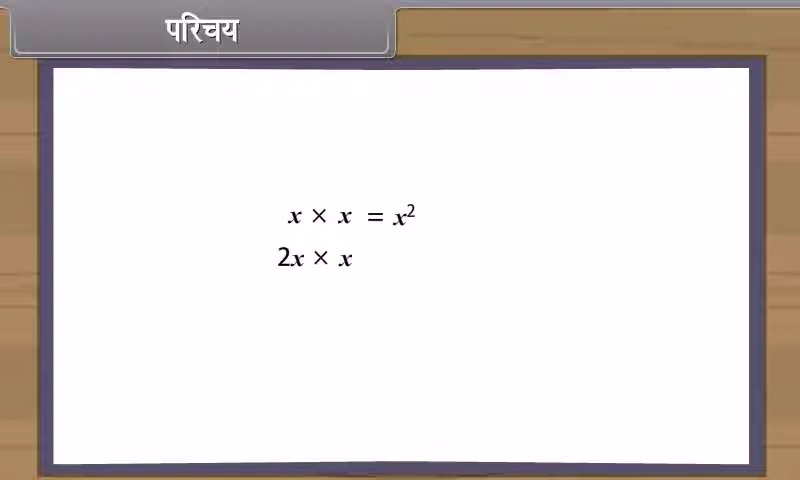 परिचय
x × x = x²
2x × x